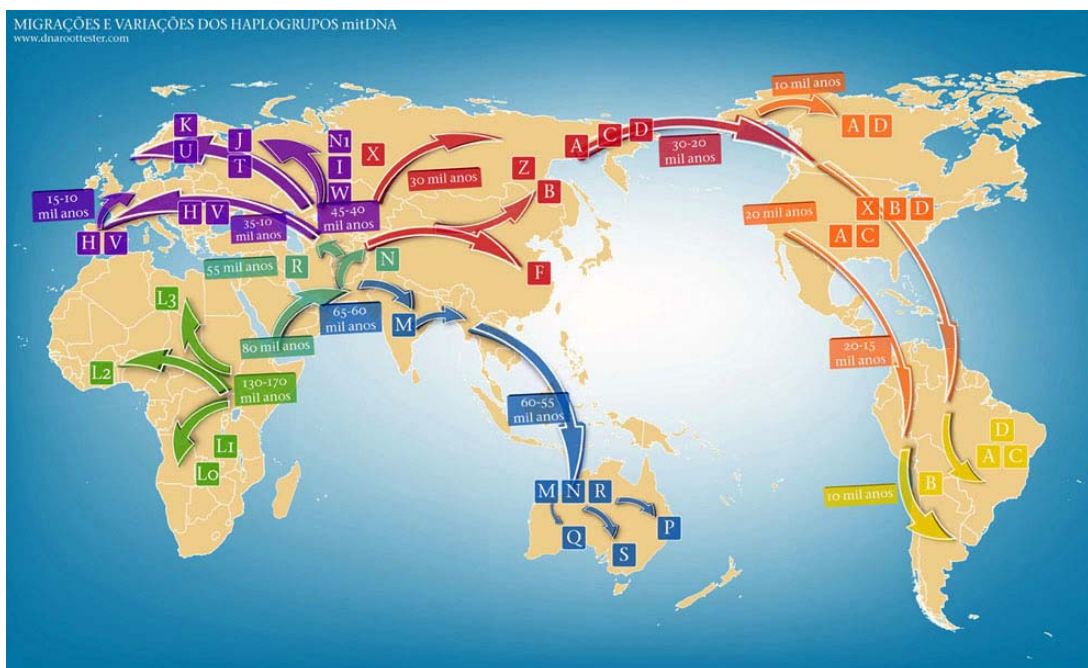 MIGRAÇÕES E VARIAÇÕES DOS HAPLOGRUPOS mitDNA
www.dnaroottester.com
10 mil anos
K
U
J
T
N1
I
W
X
A
C
D
30-20
mil anos
A D
15-10
mil anos
30 mil anos
Z
B
H V
H V
35-10
mil anos
45-40
mil anos
20 mil anos
X B D
A C
55 mil anos
R
N
F
L3
65-60
mil anos
M
80 mil anos
L2
130-170
mil anos
20-15
mil anos
60-55
mil anos
L1
L0
D
A C
B
M N R
10 mil anos
Q
S
P